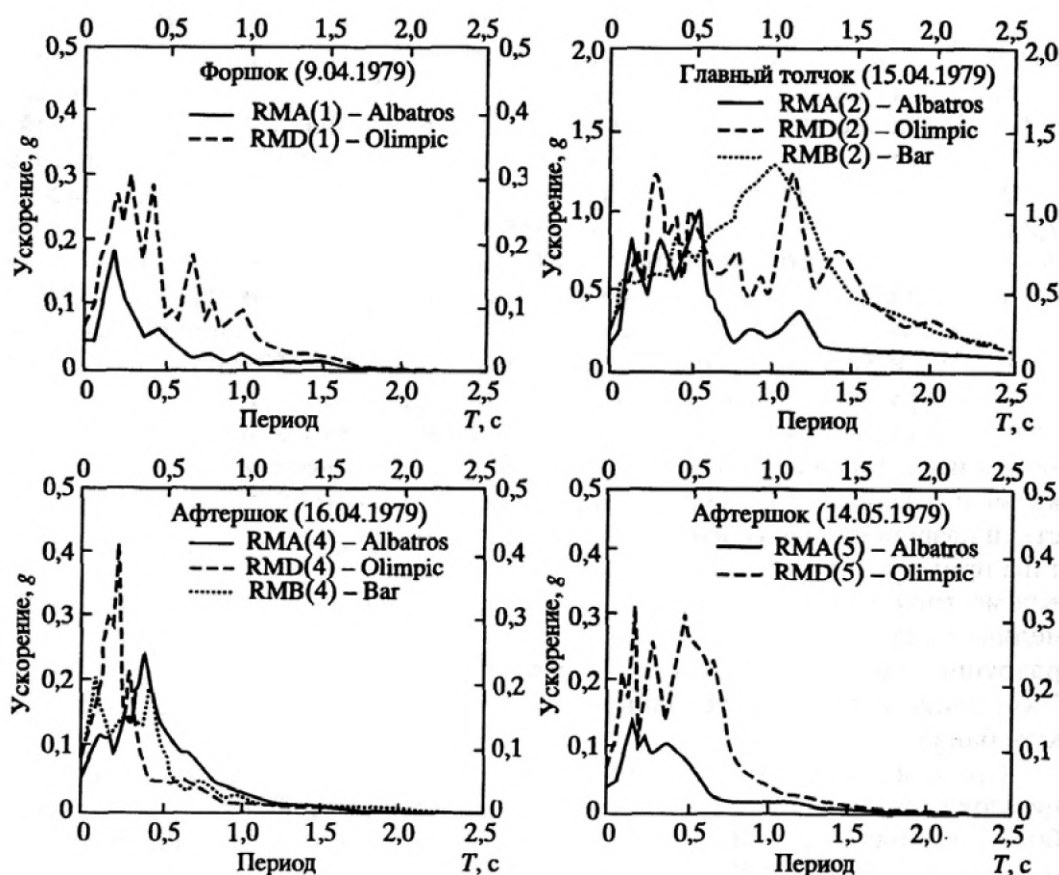 0 0,5 1,0 1,5 2,0 2,5
0,5 0,5
Форшок (9.04.1979)
RMA(1) – Albatros
RMD(1) – Olimpic
Ускорение, g
0,4 0,4
0,3 0,3
0,2 0,2
0,1 0,1
0 0
0 0,5 1,0 1,5 2,0 2,5
Период T, с
0 0,5 1,0 1,5 2,0 2,5
2,0 2,0
Главный толчок (15.04.1979)
RMA(2) – Albatros
RMD(2) – Olimpic
RMB(2) – Bar
Ускорение, g
1,5 1,5
1,0 1,0
0,5 0,5
0 0
0 0,5 1,0 1,5 2,0 2,5
Период T, с
0 0,5 1,0 1,5 2,0 2,5
0,5 0,5
Афтершок (16.04.1979)
RMA(4) – Albatros
RMD(4) – Olimpic
RMB(4) – Bar
Ускорение, g
0,4 0,4
0,3 0,3
0,2 0,2
0,1 0,1
0 0
0 0,5 1,0 1,5 2,0 2,5
Период T, с
0 0,5 1,0 1,5 2,0 2,5
0,5 0,5
Афтершок (14.05.1979)
RMA(5) – Albatros
RMD(5) – Olimpic
Ускорение, g
0,4 0,4
0,3 0,3
0,2 0,2
0,1 0,1
0 0
0 0,5 1,0 1,5 2,0 2,5
Период T, с